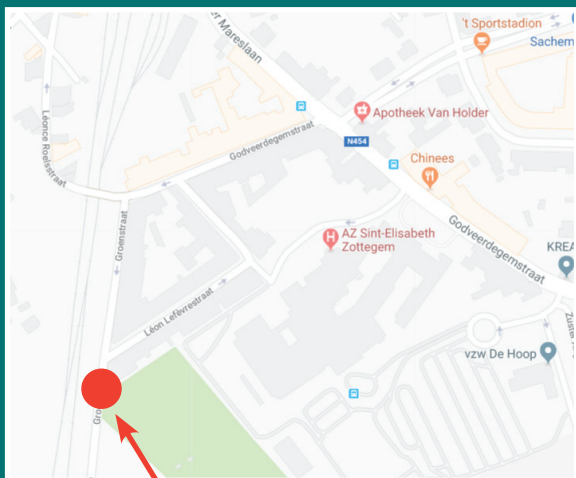 't Sportstadion
Sachem
er Mareslaan
Apotheek Van Holder
N454
Godveerdegemstraat
Chinees
Léonce Roelsstraat
AZ Sint-Elisabeth
Zottegem
Godveerdegemstraat
Groenstraat
KREA
Léon Lefèvrestraat
Zuster
vzw De Hoop
Gro